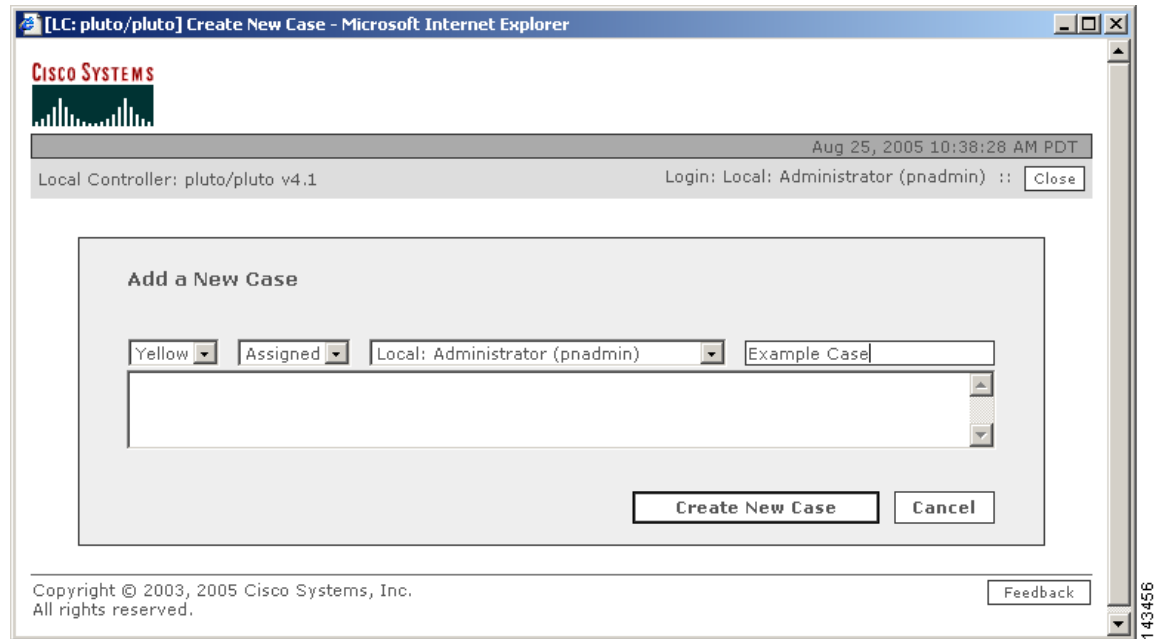 [LC: pluto/pluto] Create New Case - Microsoft Internet Explorer
CISCO SYSTEMS
Aug 25, 2005 10:38:28 AM PDT
Local Controller: pluto/pluto v4.1 Login: Local: Administrator (pnadmin) :: Close
Add a New Case
Yellow Assigned Local: Administrator (pnadmin) Example Case
Create New Case Cancel
Copyright © 2003, 2005 Cisco Systems, Inc. Feedback
All rights reserved.
143456